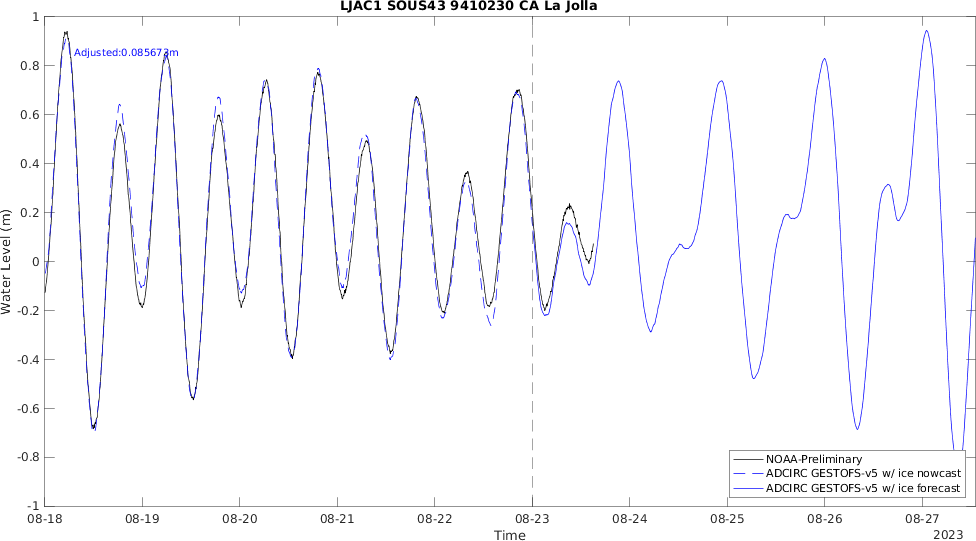 LJAC1 SOUS43 9410230 CA La Jolla
Adjusted:0.085673m
Water Level (m)
1
0.8
0.6
0.4
0.2
0
-0.2
-0.4
-0.6
-0.8
-1
NOAA-Preliminary
ADCIRC GESTOFS-v5 w/ ice nowcast
ADCIRC GESTOFS-v5 w/ ice forecast
08-18 08-19 08-20 08-21 08-22 08-23 08-24 08-25 08-26 08-27
Time
2023